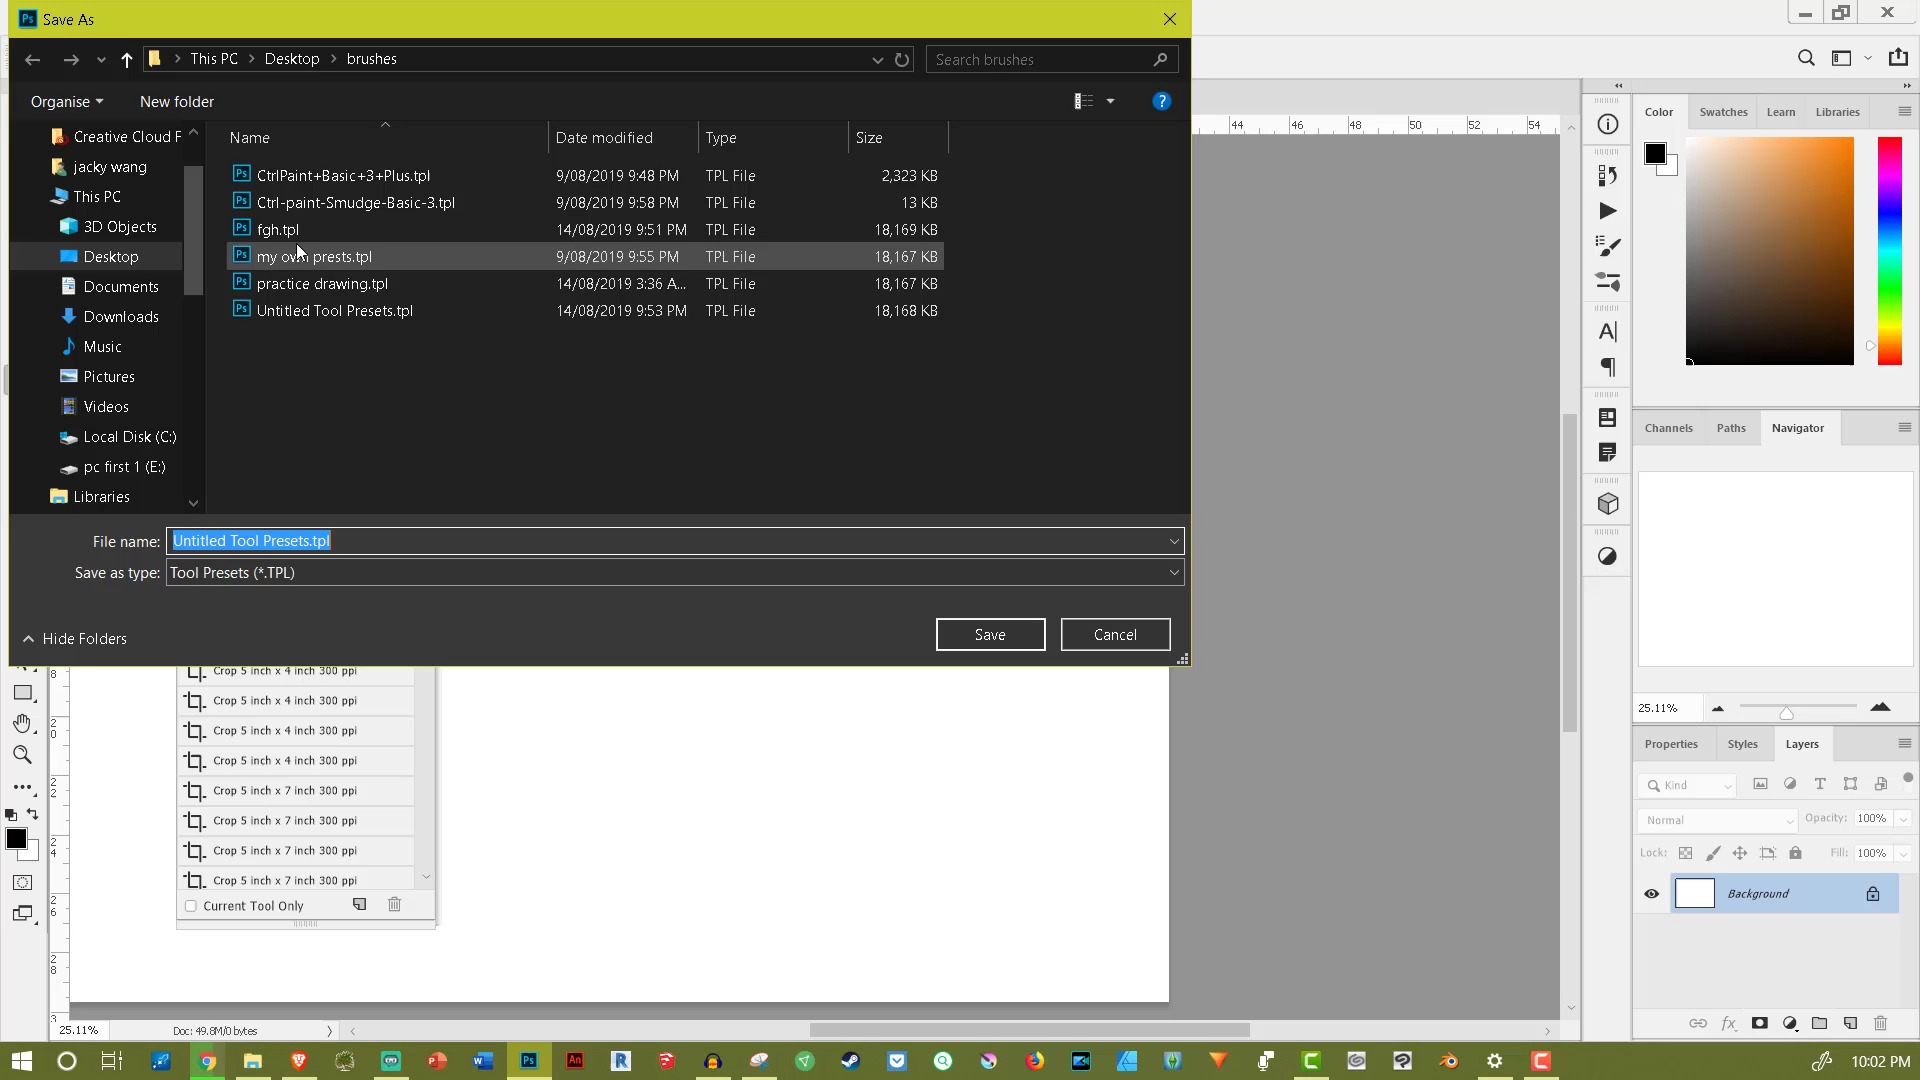 Save As
This PC > Desktop > brushes
Search brushes
Organise
New folder
Name
Date modified
Type
Size
Creative Cloud F
jacky wang
This PC
3D Objects
Desktop
Documents
Downloads
Music
Pictures
Videos
Local Disk (C:)
pc first 1 (E:)
Libraries
CtrlPaint+Basic+3+Plus.tpl 9/08/2019 9:48 PM TPL File 2,323 KB
Ctrl-paint-Smudge-Basic-3.tpl 9/08/2019 9:58 PM TPL File 13 KB
fgh.tpl 14/08/2019 9:51 PM TPL File 18,169 KB
my own prests.tpl 9/08/2019 9:55 PM TPL File 18,167 KB
practice drawing.tpl 14/08/2019 3:36 A... TPL File 18,167 KB
Untitled Tool Presets.tpl 14/08/2019 9:53 PM TPL File 18,168 KB
File name: Untitled Tool Presets.tpl
Save as type: Tool Presets (*.TPL)
Hide Folders
Save
Cancel
44 46 48 50 52 54
Color Swatches Learn Libraries
Channels Paths Navigator
25.11%
Properties Styles Layers
Kind
Normal
Opacity: 100%
Lock:
Fill: 100%
Background
Crop 5 inch x 4 inch 300 ppi
Crop 5 inch x 4 inch 300 ppi
Crop 5 inch x 4 inch 300 ppi
Crop 5 inch x 4 inch 300 ppi
Crop 5 inch x 7 inch 300 ppi
Crop 5 inch x 7 inch 300 ppi
Crop 5 inch x 7 inch 300 ppi
Crop 5 inch x 7 inch 300 ppi
Current Tool Only
25.11%
Doc: 49.8M/0 bytes
10:02 PM